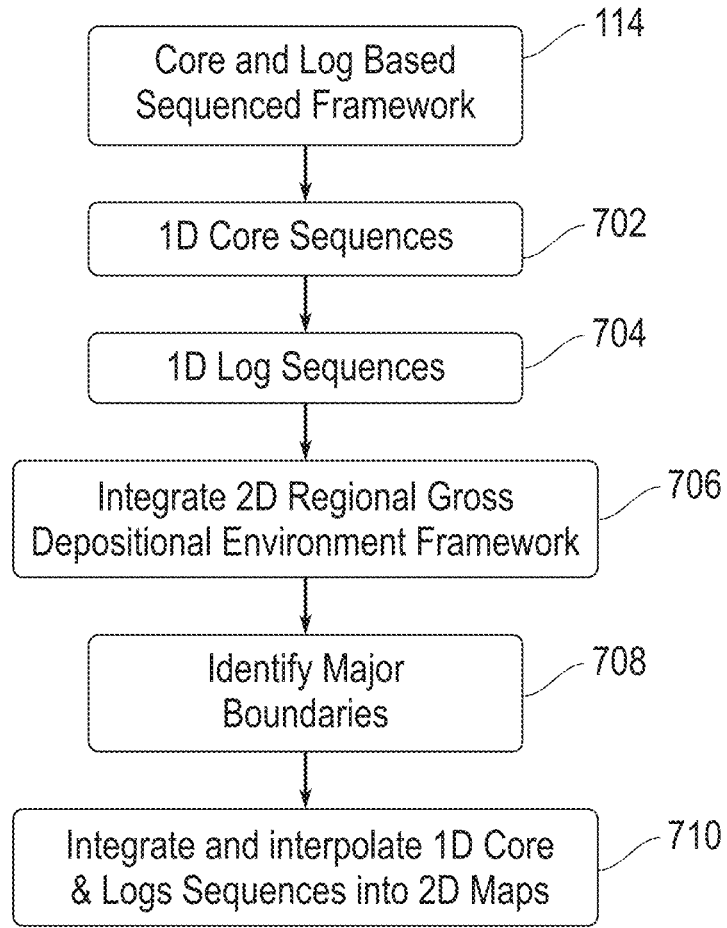 114
Core and Log Based
Sequenced Framework
702
1D Core Sequences
704
1D Log Sequences
706
Integrate 2D Regional Gross
Depositional Environment Framework
708
Identify Major
Boundaries
710
Integrate and interpolate 1D Core
& Logs Sequences into 2D Maps